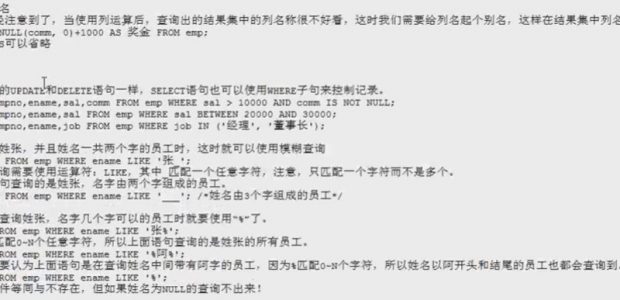 名
注意到了，当使用列运算后，查询出的结果集中的列名称很不好看，这时我们需要给列名起个别名，这样在结果集中列名
NULL(comm, 0)+1000 AS 奖金 FROM emp;
S可以省略
的UPDATE和DELETE语句一样，SELECT语句也可以使用WHERE子句来控制记录。
mpno,ename,sal,comm FROM emp WHERE sal > 10000 AND comm IS NOT NULL;
mpno,ename,sal FROM emp WHERE sal BETWEEN 20000 AND 30000;
mpno,ename,job FROM emp WHERE job IN ('经理', '董事长');
姓张，并且姓名一共两个字的员工时，这时就可以使用模糊查询
FROM emp WHERE ename LIKE '张_';
询需要使用运算符：LIKE，其中_匹配一个任意字符，注意，只匹配一个字符而不是多个。
句查询的是姓张，名字由两个字组成的员工。
FROM emp WHERE ename LIKE '___'; /*姓名由3个字组成的员工*/
查询姓张，名字几个字可以的员工时就要使用“%”了。
ROM emp WHERE ename LIKE '张%';
匹配0~N个任意字符，所以上面语句查询的是姓张的所有员工。
ROM emp WHERE ename LIKE '%阿%';
要认为上面语句是在查询姓名中间带有阿字的员工，因为%匹配0~N个字符，所以姓名以阿开头和结尾的员工也都会查询到
ROM emp WHERE ename LIKE '%';
件等同与不存在，但如果姓名为NULL的查询不出来！